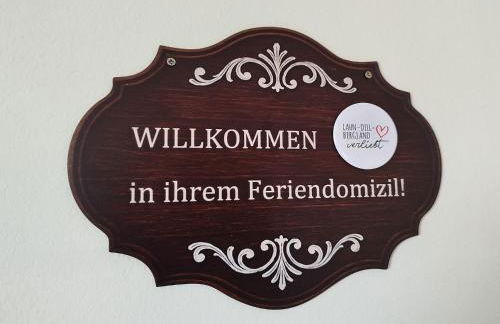 WILLKOMMEN
LAHN-DILL-
BERGLAND
verliebt
in ihrem Feriendomizil!